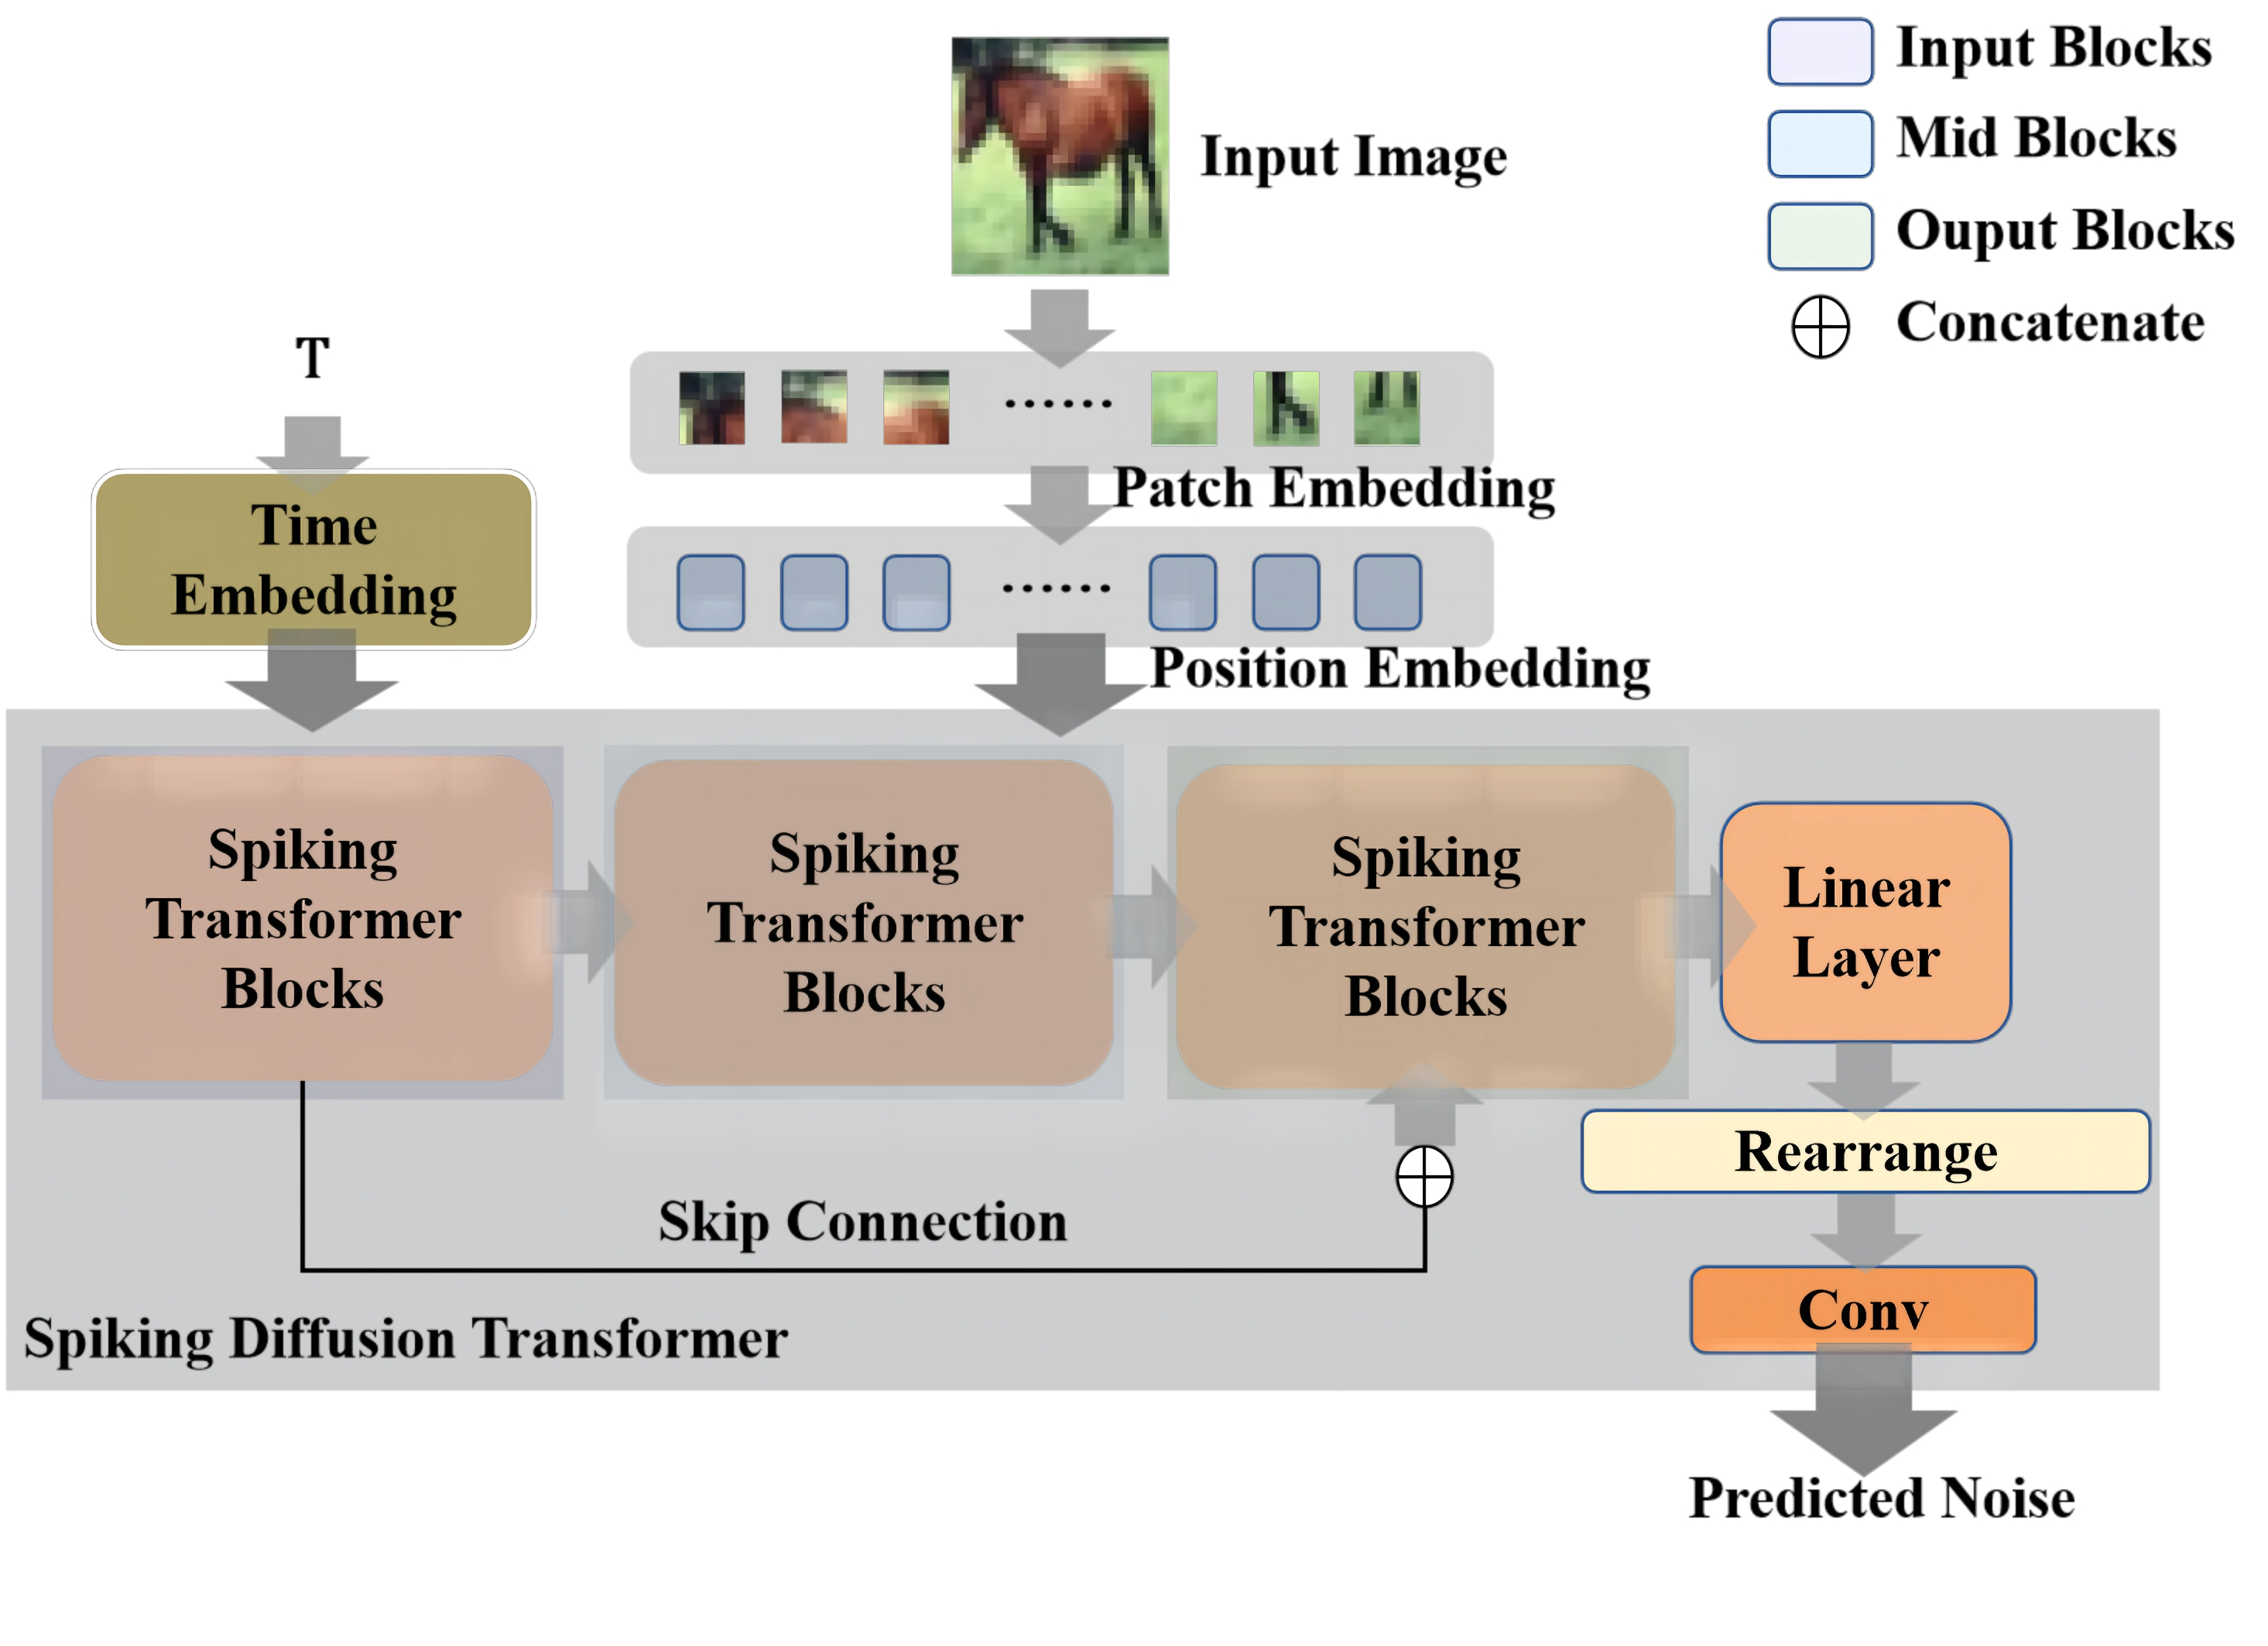 Input Blocks
Mid Blocks
Ouput Blocks
Concatenate
Input Image
T
Time
Embedding
Patch Embedding
Position Embedding
Spiking
Transformer
Blocks
Spiking
Transformer
Blocks
Spiking
Transformer
Blocks
Linear
Layer
Rearrange
Skip Connection
Conv
Spiking Diffusion Transformer
Predicted Noise